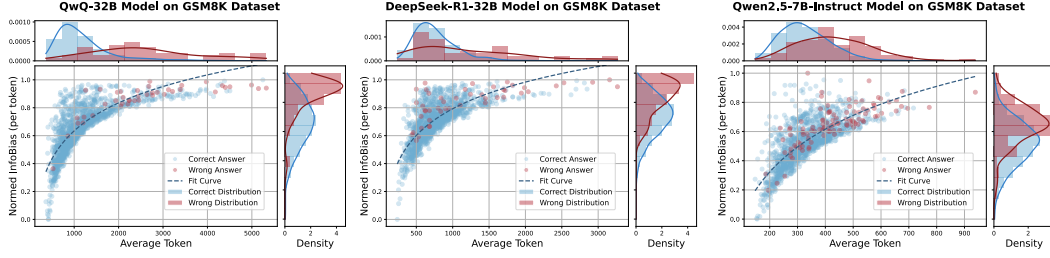 QwQ-32B Model on GSM8K Dataset
0.0010
0.0005
0.0000
1.0
0.8
0.6
0.4
0.2
0.0
Normed InfoBias (per token)
Correct Answer
Wrong Answer
Fit Curve
Correct Distribution
Wrong Distribution
1000
2000
3000
4000
5000
Average Token
0
2
4
Density
DeepSeek-R1-32B Model on GSM8K Dataset
0.001
0.000
1.0
0.8
0.6
0.4
0.2
0.0
Normed InfoBias (per token)
Correct Answer
Wrong Answer
Fit Curve
Correct Distribution
Wrong Distribution
500
1000
1500
2000
2500
3000
Average Token
0
2
4
Density
Qwen2.5-7B-Instruct Model on GSM8K Dataset
0.004
0.002
0.000
1.0
0.8
0.6
0.4
0.2
0.0
Normed InfoBias (per token)
Correct Answer
Wrong Answer
Fit Curve
Correct Distribution
Wrong Distribution
200
300
400
500
600
700
800
900
Average Token
0
2
Density